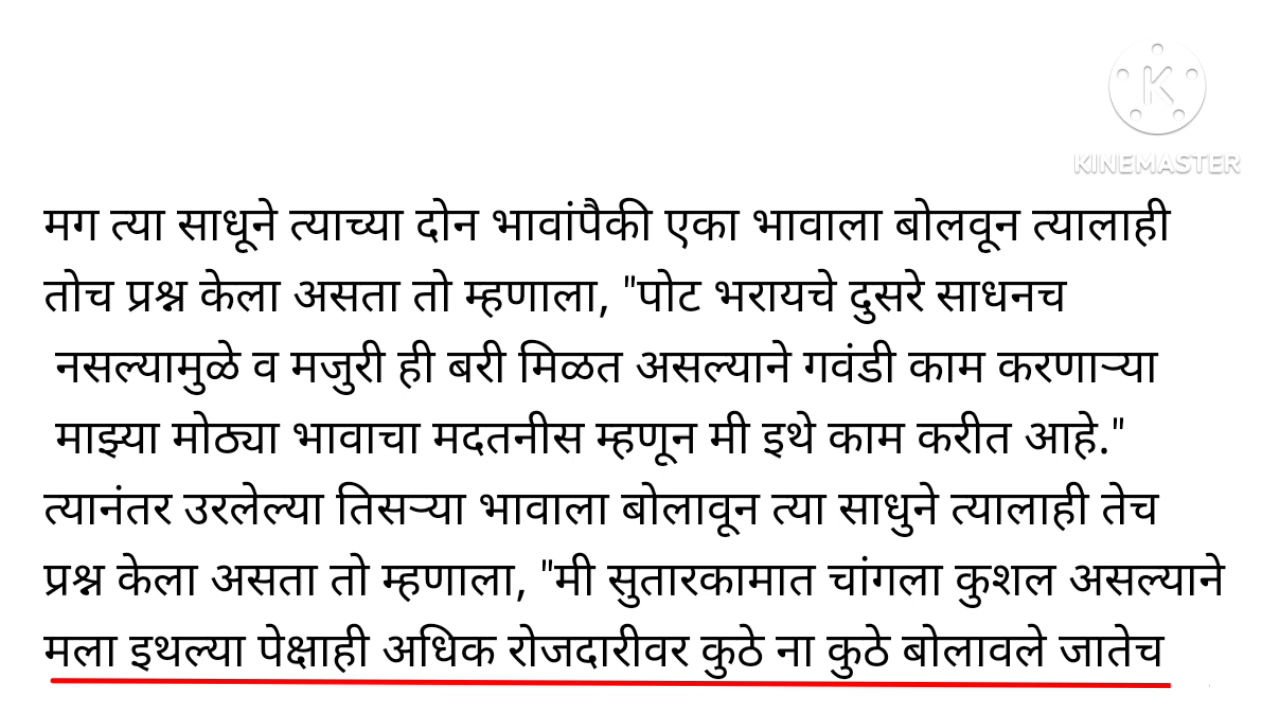 K
KINEMASTER
मग त्या साधूने त्याच्या दोन भावांपैकी एका भावाला बोलवून त्यालाही
तोच प्रश्न केला असता तो म्हणाला, "पोट भरायचे दुसरे साधनच
नसल्यामुळे व मजुरी ही बरी मिळत असल्याने गवंडी काम करणाऱ्या
माझ्या मोठ्या भावाचा मदतनीस म्हणून मी इथे काम करीत आहे."
त्यानंतर उरलेल्या तिसऱ्या भावाला बोलावून त्या साधुने त्यालाही तेच
प्रश्न केला असता तो म्हणाला, "मी सुतारकामात चांगला कुशल असल्याने
मला इथल्या पेक्षाही अधिक रोजदारीवर कुठे ना कुठे बोलावले जातेच